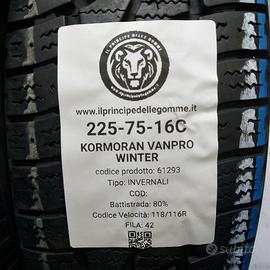 IL PRINCIPE DELLE GOMME
www.ilprincipedellegomme.it
225-75-16C
KORMORAN VANPRO
WINTER
codice prodotto: 61293
Tipo: INVERNALI
COD:
Battistrada: 80%
Codice Velocità: 118/116R
FILA: 42
subito